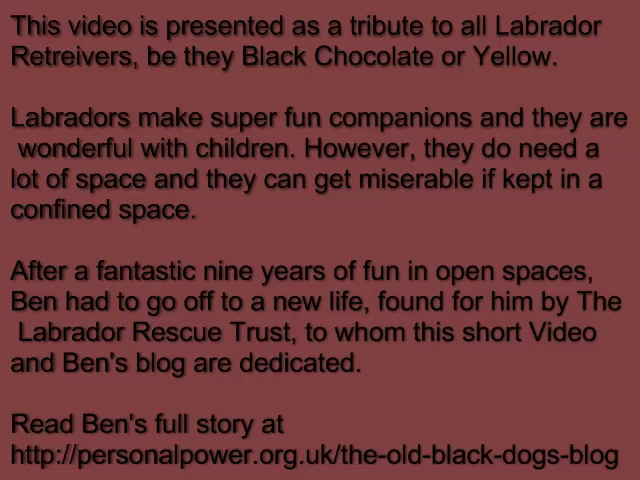 This video is presented as a tribute to all Labrador
Retreivers, be they Black Chocolate or Yellow.
Labradors make super fun companions and they are
wonderful with children. However, they do need a
lot of space and they can get miserable if kept in a
confined space.
After a fantastic nine years of fun in open spaces,
Ben had to go off to a new life, found for him by The
Labrador Rescue Trust, to whom this short Video
and Ben's blog are dedicated.
Read Ben's full story at
http://personalpower.org.uk/the-old-black-dogs-blog